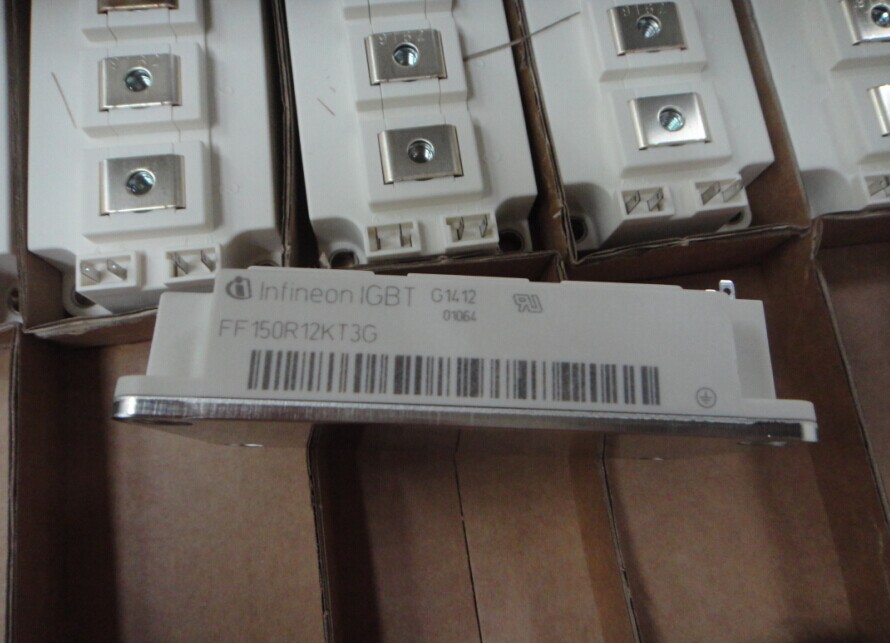 Infineon IGBT G1412
01064
FF150R12KT3G